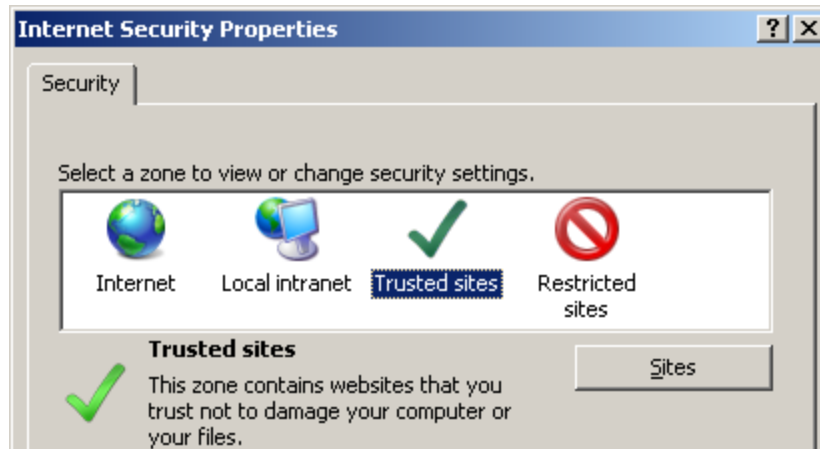 Internet Security Properties
Security
Select a zone to view or change security settings.
Internet
Local intranet
Trusted sites
Restricted
sites
Trusted sites
Sites
This zone contains websites that you
trust not to damage your computer or
your files.